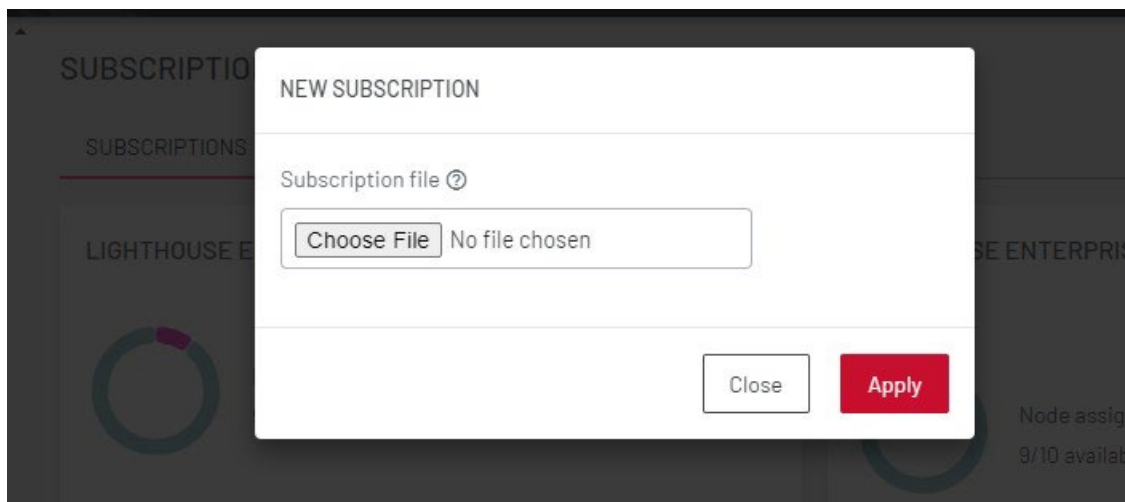 SUBSCRIPTIO
NEW SUBSCRIPTION
SUBSCRIPTIONS
Subscription file
Choose File No file chosen
LIGHTHOUSE E
SE ENTERPRIS
Close
Apply
Node assig
9/10 availab